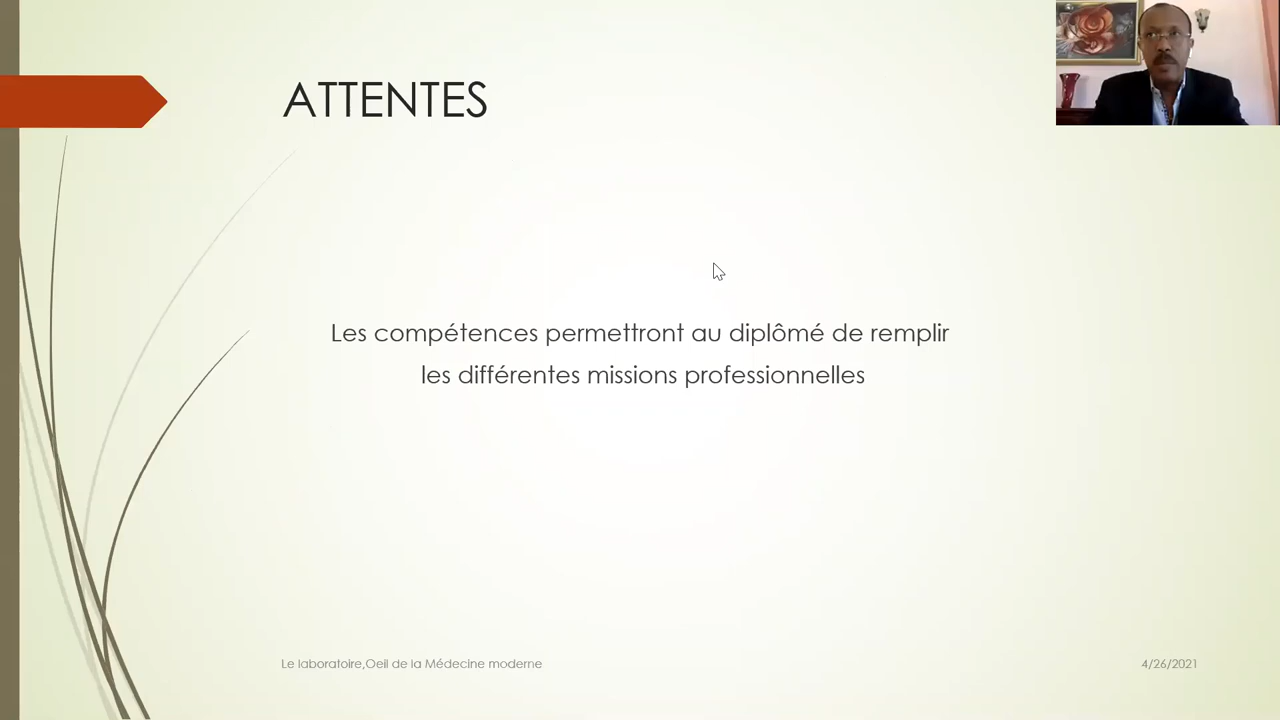 ATTENTES
Les compétences permettront au diplômé de remplir
les différentes missions professionnelles
Le laboratoire,Oeil de la Médecine moderne
4/26/2021